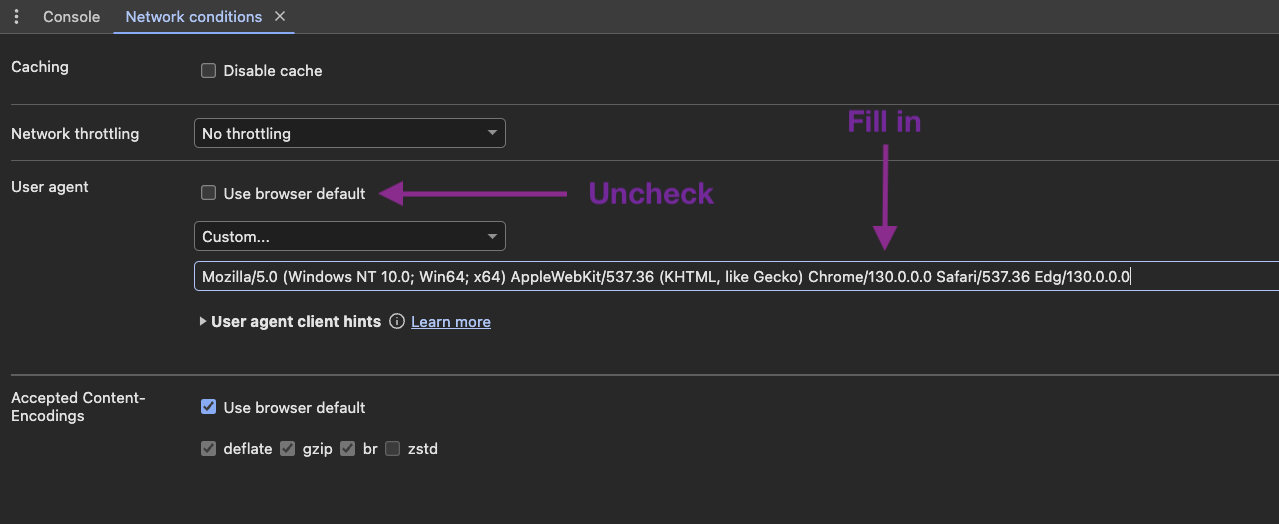 Console Network conditions
Caching
Disable cache
Fill in
Network throttling No throttling
User agent
Use browser default Uncheck
Custom...
Mozilla/5.0 (Windows NT 10.0; Win64; x64) AppleWebKit/537.36 (KHTML, like Gecko) Chrome/130.0.0.0 Safari/537.36 Edg/130.0.0.0
User agent client hints Learn more
Accepted Content-
Encodings
Use browser default
deflate gzip br zstd